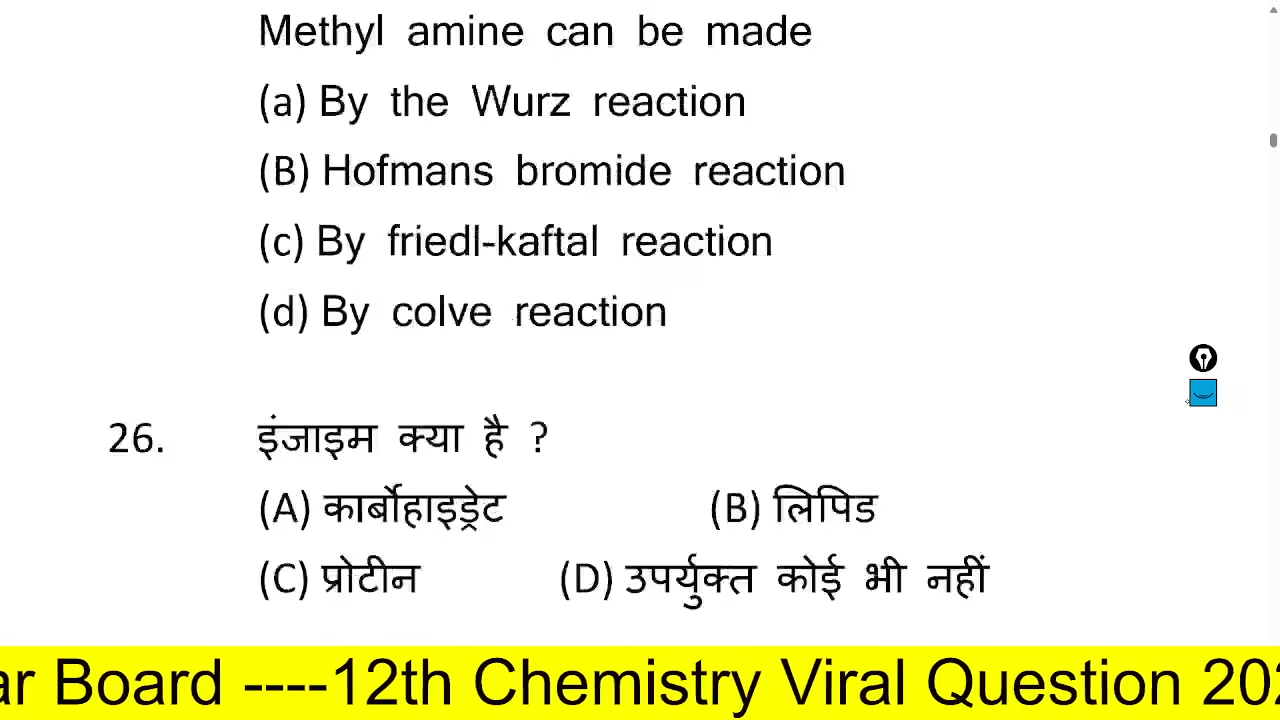 Methyl amine can be made
(a) By the Wurz reaction
(B) Hofmans bromide reaction
(c) By friedl-kaftal reaction
(d) By colve reaction
26. इंजाइम क्या है ?
(A) कार्बोहाइड्रेट (B) लिपिड
(C) प्रोटीन (D) उपर्युक्त कोई भी नहीं
ar Board ----12th Chemistry Viral Question 202